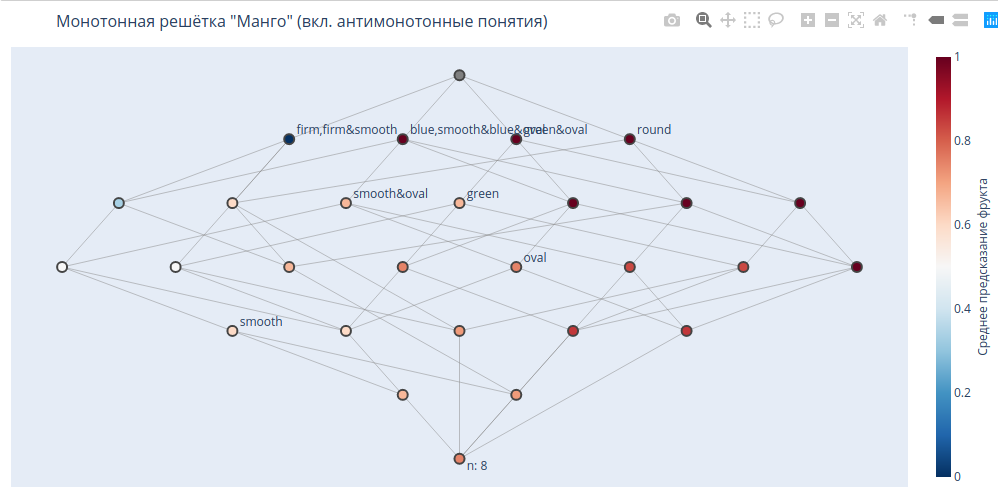 Монотонная решётка "Манго" (вкл. антимонотонные понятия)
firm,firm&smooth
blue,smooth&blue&oval
green&oval
round
smooth&oval
green
oval
smooth
n: 8
1
0.8
0.6
0.4
0.2
0
Среднее предсказание фрукта